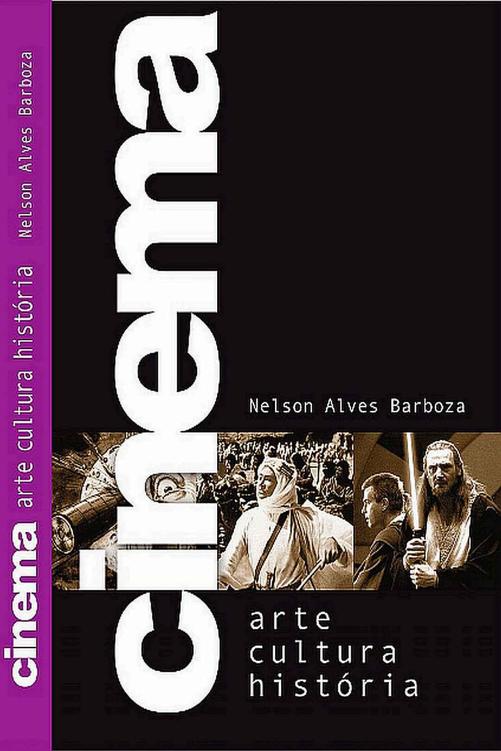 cinema arte cultura história Nelson Alves Barboza
cinema
Nelson Alves Barboza
arte
cultura
história